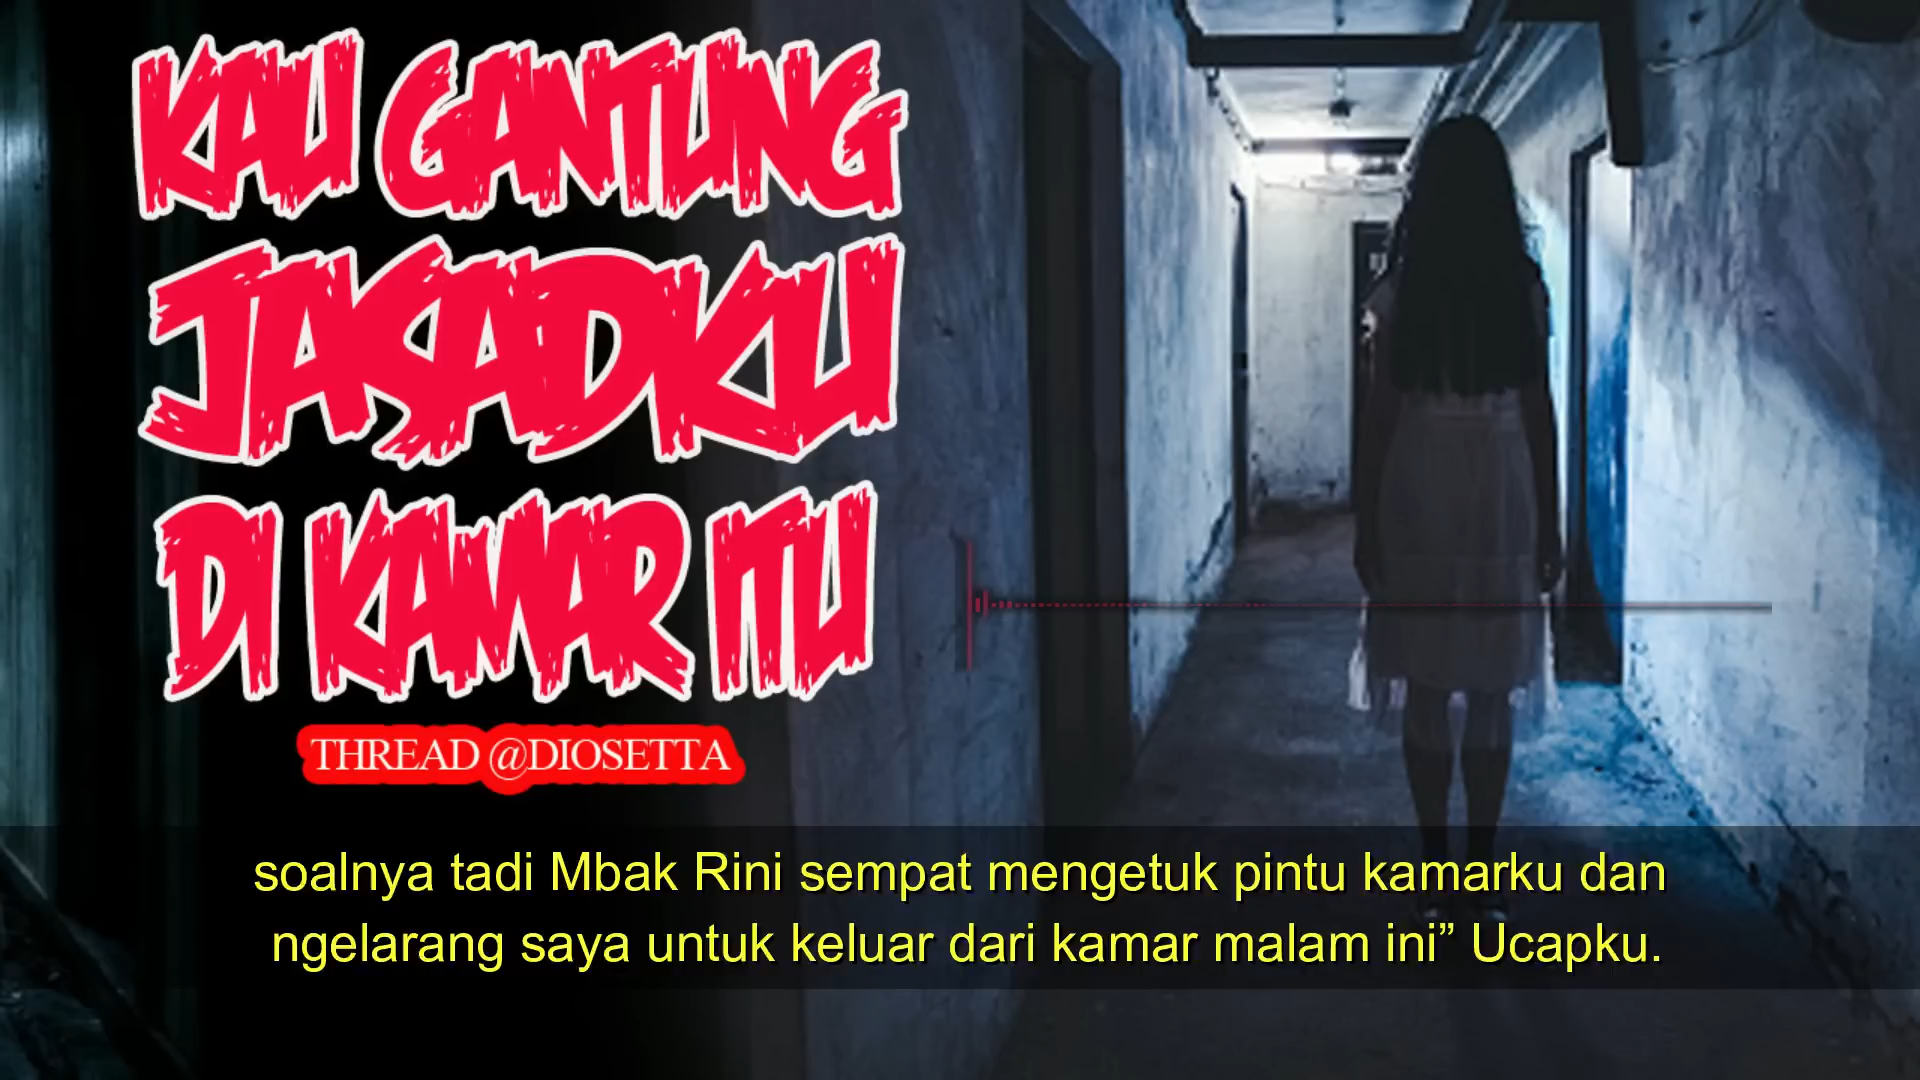 KAU GANTUNG
JASADKU
DI KAMAR ITU
THREAD @DIOSETTA
soalnya tadi Mbak Rini sempat mengetuk pintu kamarku dan
ngelarang saya untuk keluar dari kamar malam ini” Ucapku.